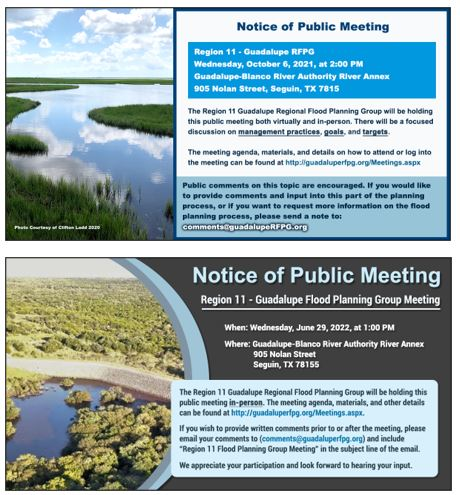 Notice of Public Meeting
Region 11 - Guadalupe RFPG
Wednesday, October 6, 2021, at 2:00 PM
Guadalupe-Blanco River Authority River Annex
905 Nolan Street, Seguin, TX 7815
The Region 11 Guadalupe Regional Flood Planning Group will be holding
this public meeting both virtually and in-person. There will be a focused
discussion on management practices, goals, and targets.
The meeting agenda, materials, and details on how to attend or log into
the meeting can be found at http://guadaluperfpg.org/Meetings.aspx
Public comments on this topic are encouraged. If you would like
to provide comments and input into this part of the planning
process, or if you want to request more information on the flood
planning process, please send a note to:
comments@guadalupeRFPG.org
Photo Courtesy of Clifton Ladd 2020
Notice of Public Meeting
Region 11 - Guadalupe Flood Planning Group Meeting
When: Wednesday, June 29, 2022, at 1:00 PM
Where: Guadalupe-Blanco River Authority River Annex
905 Nolan Street
Seguin, TX 78155
The Region 11 Guadalupe Regional Flood Planning Group will be holding this
public meeting in-person. The meeting agenda, materials, and other details
can be found at http://guadaluperfpg.org/Meetings.aspx.
If you wish to provide written comments prior to or after the meeting, please
email your comments to (comments@guadaluperfpg.org) and include
“Region 11 Flood Planning Group Meeting” in the subject line of the email.
We appreciate your participation and look forward to hearing your input.